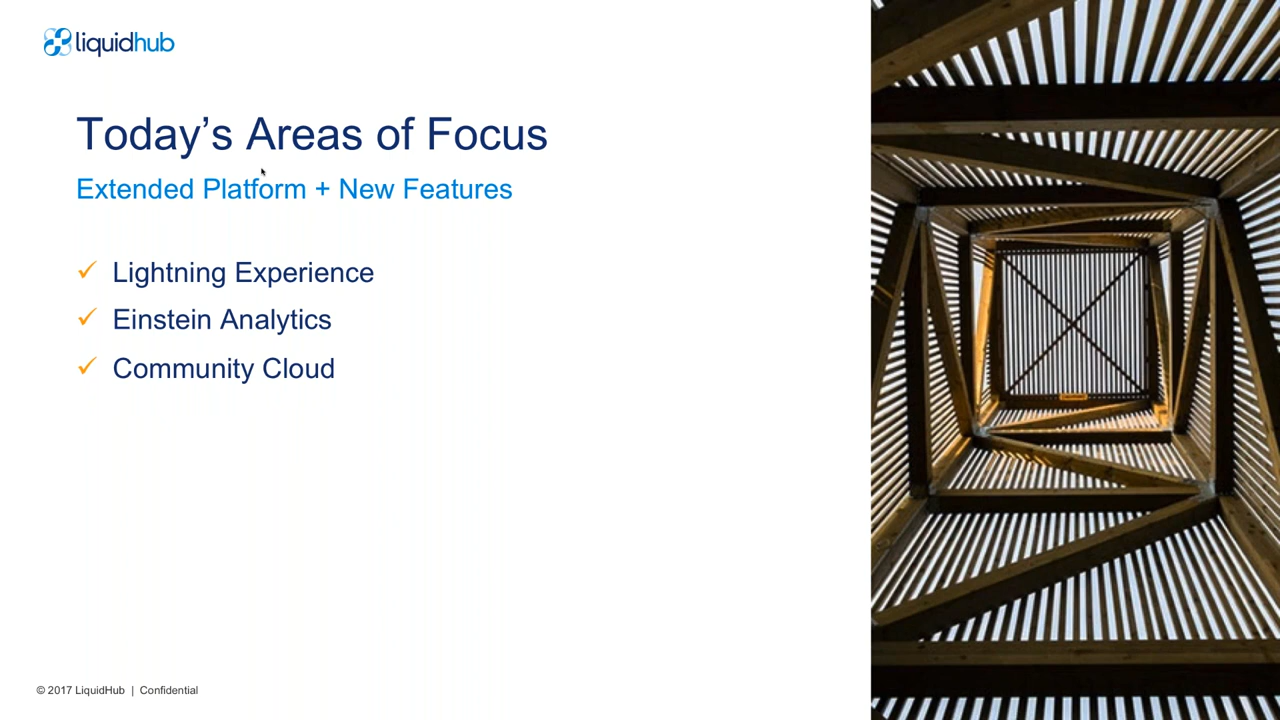 liquidhub
Today’s Areas of Focus
Extended Platform + New Features
✓ Lightning Experience
✓ Einstein Analytics
✓ Community Cloud
© 2017 LiquidHub | Confidential